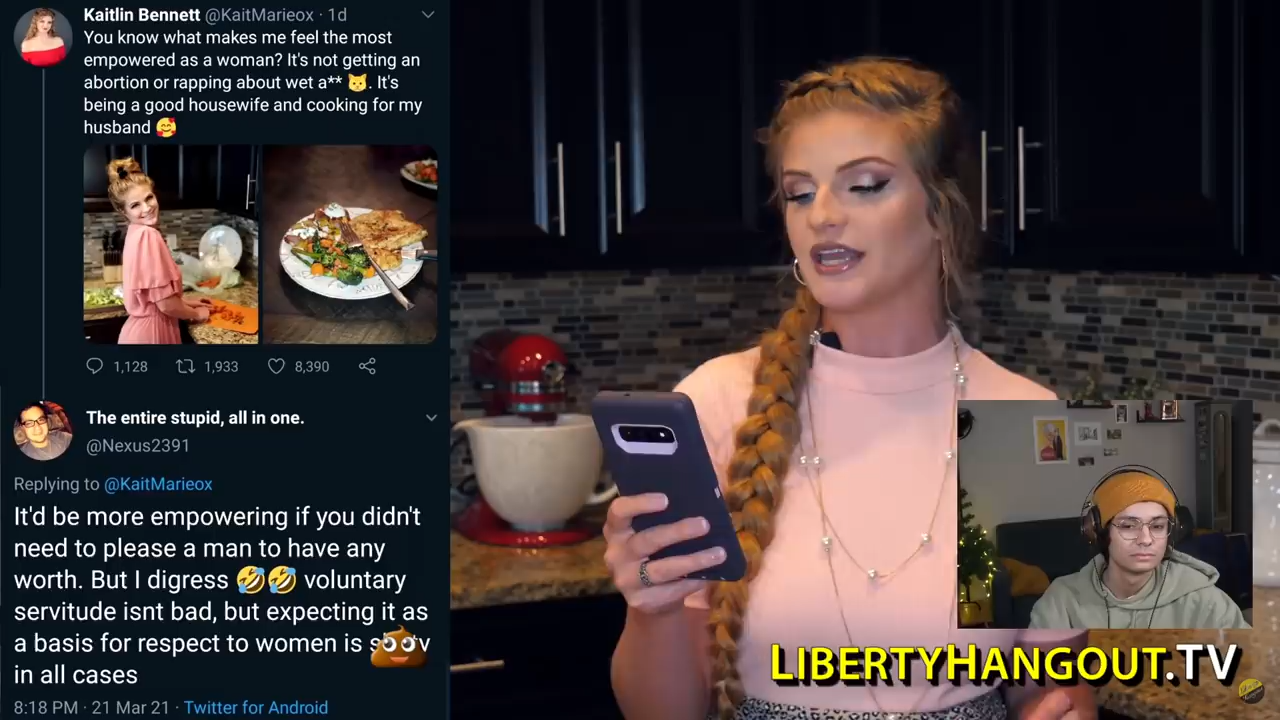 Kaitlin Bennett @KaitMarieox · 1d
You know what makes me feel the most
empowered as a woman? It's not getting an
abortion or rapping about wet a** 🐱. It's
being a good housewife and cooking for my
husband 🥰
1,128 1,933 8,390
The entire stupid, all in one.
@Nexus2391
Replying to @KaitMarieox
It'd be more empowering if you didn't
need to please a man to have any
worth. But I digress 🤣🤣 voluntary
servitude isnt bad, but expecting it as
a basis for respect to women is
in all cases
8:18 PM · 21 Mar 21 · Twitter for Android
LIBERTYHANGOUT.TV